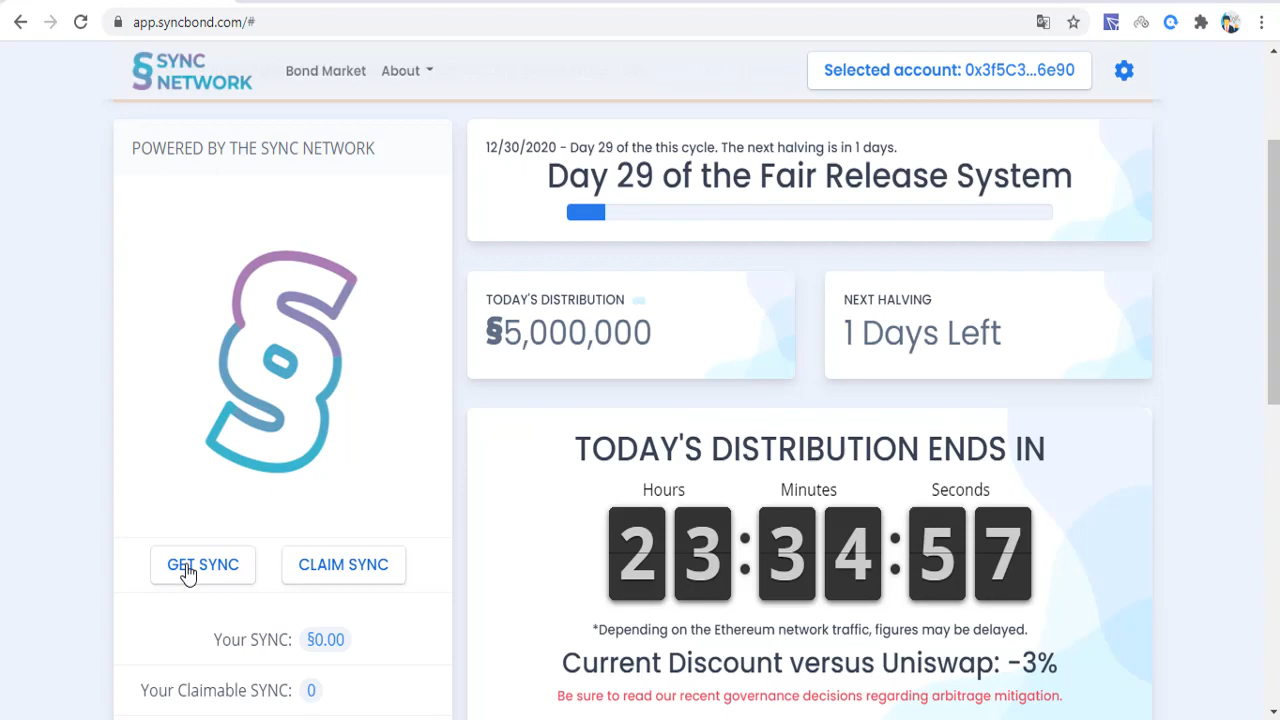 app.syncbond.com/#
SYNC
NETWORK
Bond Market
About
Selected account: 0x3f5C3...6e90
POWERED BY THE SYNC NETWORK
GET SYNC
CLAIM SYNC
Your SYNC: §0.00
Your Claimable SYNC: 0
12/30/2020 - Day 29 of the this cycle. The next halving is in 1 days.
Day 29 of the Fair Release System
TODAY'S DISTRIBUTION
§5,000,000
NEXT HALVING
1 Days Left
TODAY'S DISTRIBUTION ENDS IN
Hours Minutes Seconds
23:34:57
*Depending on the Ethereum network traffic, figures may be delayed.
Current Discount versus Uniswap: -3%
Be sure to read our recent governance decisions regarding arbitrage mitigation.